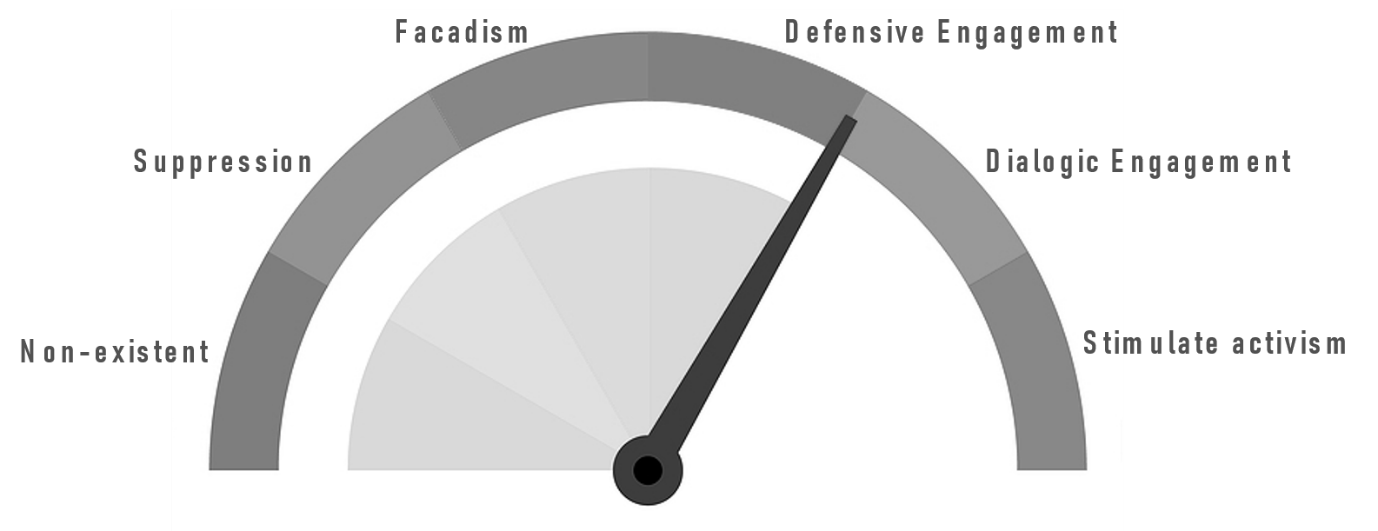 Facadism
Defensive Engagement
Suppression
Dialogic Engagement
Non-existent
Stimulate activism